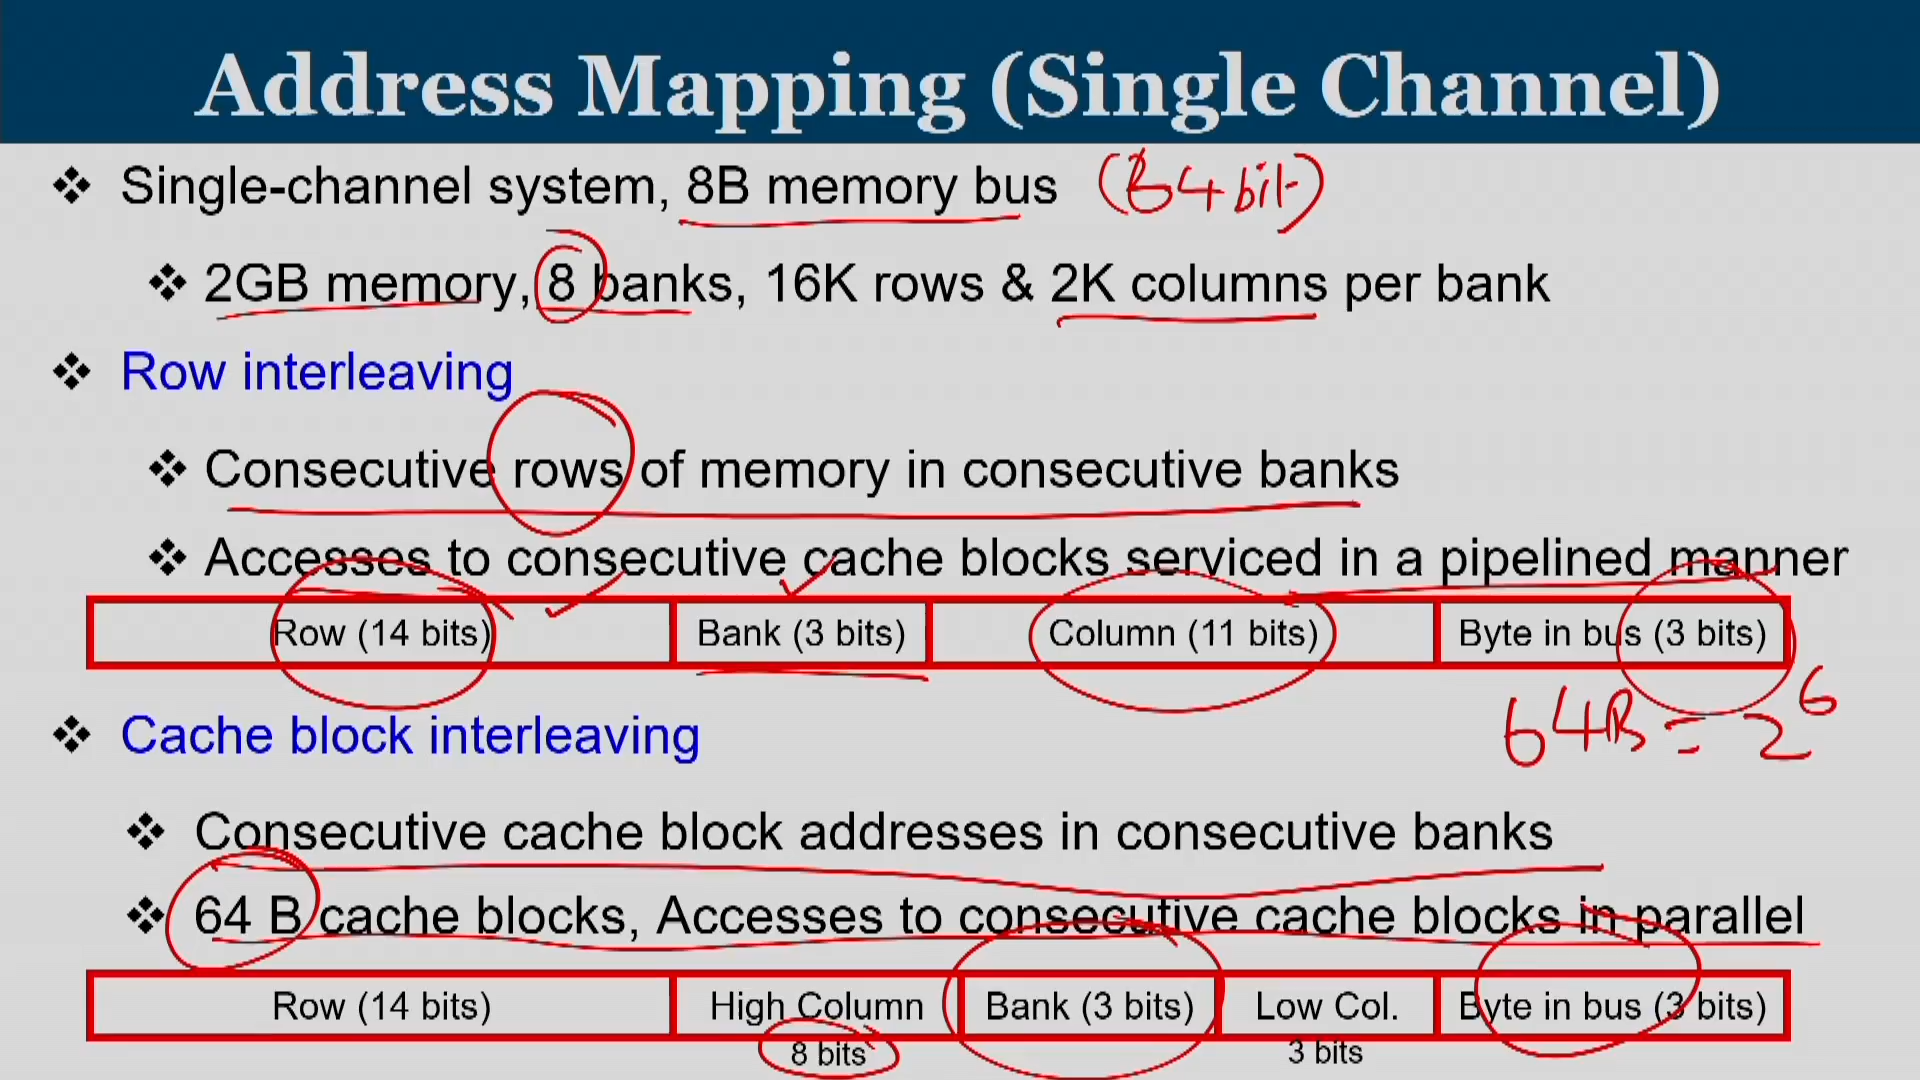 Address Mapping (Single Channel)
❖ Single-channel system, 8B memory bus (64 bit)
❖ 2GB memory, 8 banks, 16K rows & 2K columns per bank
❖ Row interleaving
❖ Consecutive rows of memory in consecutive banks
❖ Accesses to consecutive cache blocks serviced in a pipelined manner
Row (14 bits) Bank (3 bits) Column (11 bits) Byte in bus (3 bits)
64B = 2^6
❖ Cache block interleaving
❖ Consecutive cache block addresses in consecutive banks
❖ 64 B cache blocks, Accesses to consecutive cache blocks in parallel
Row (14 bits) High Column Bank (3 bits) Low Col. Byte in bus (3 bits)
8 bits 3 bits